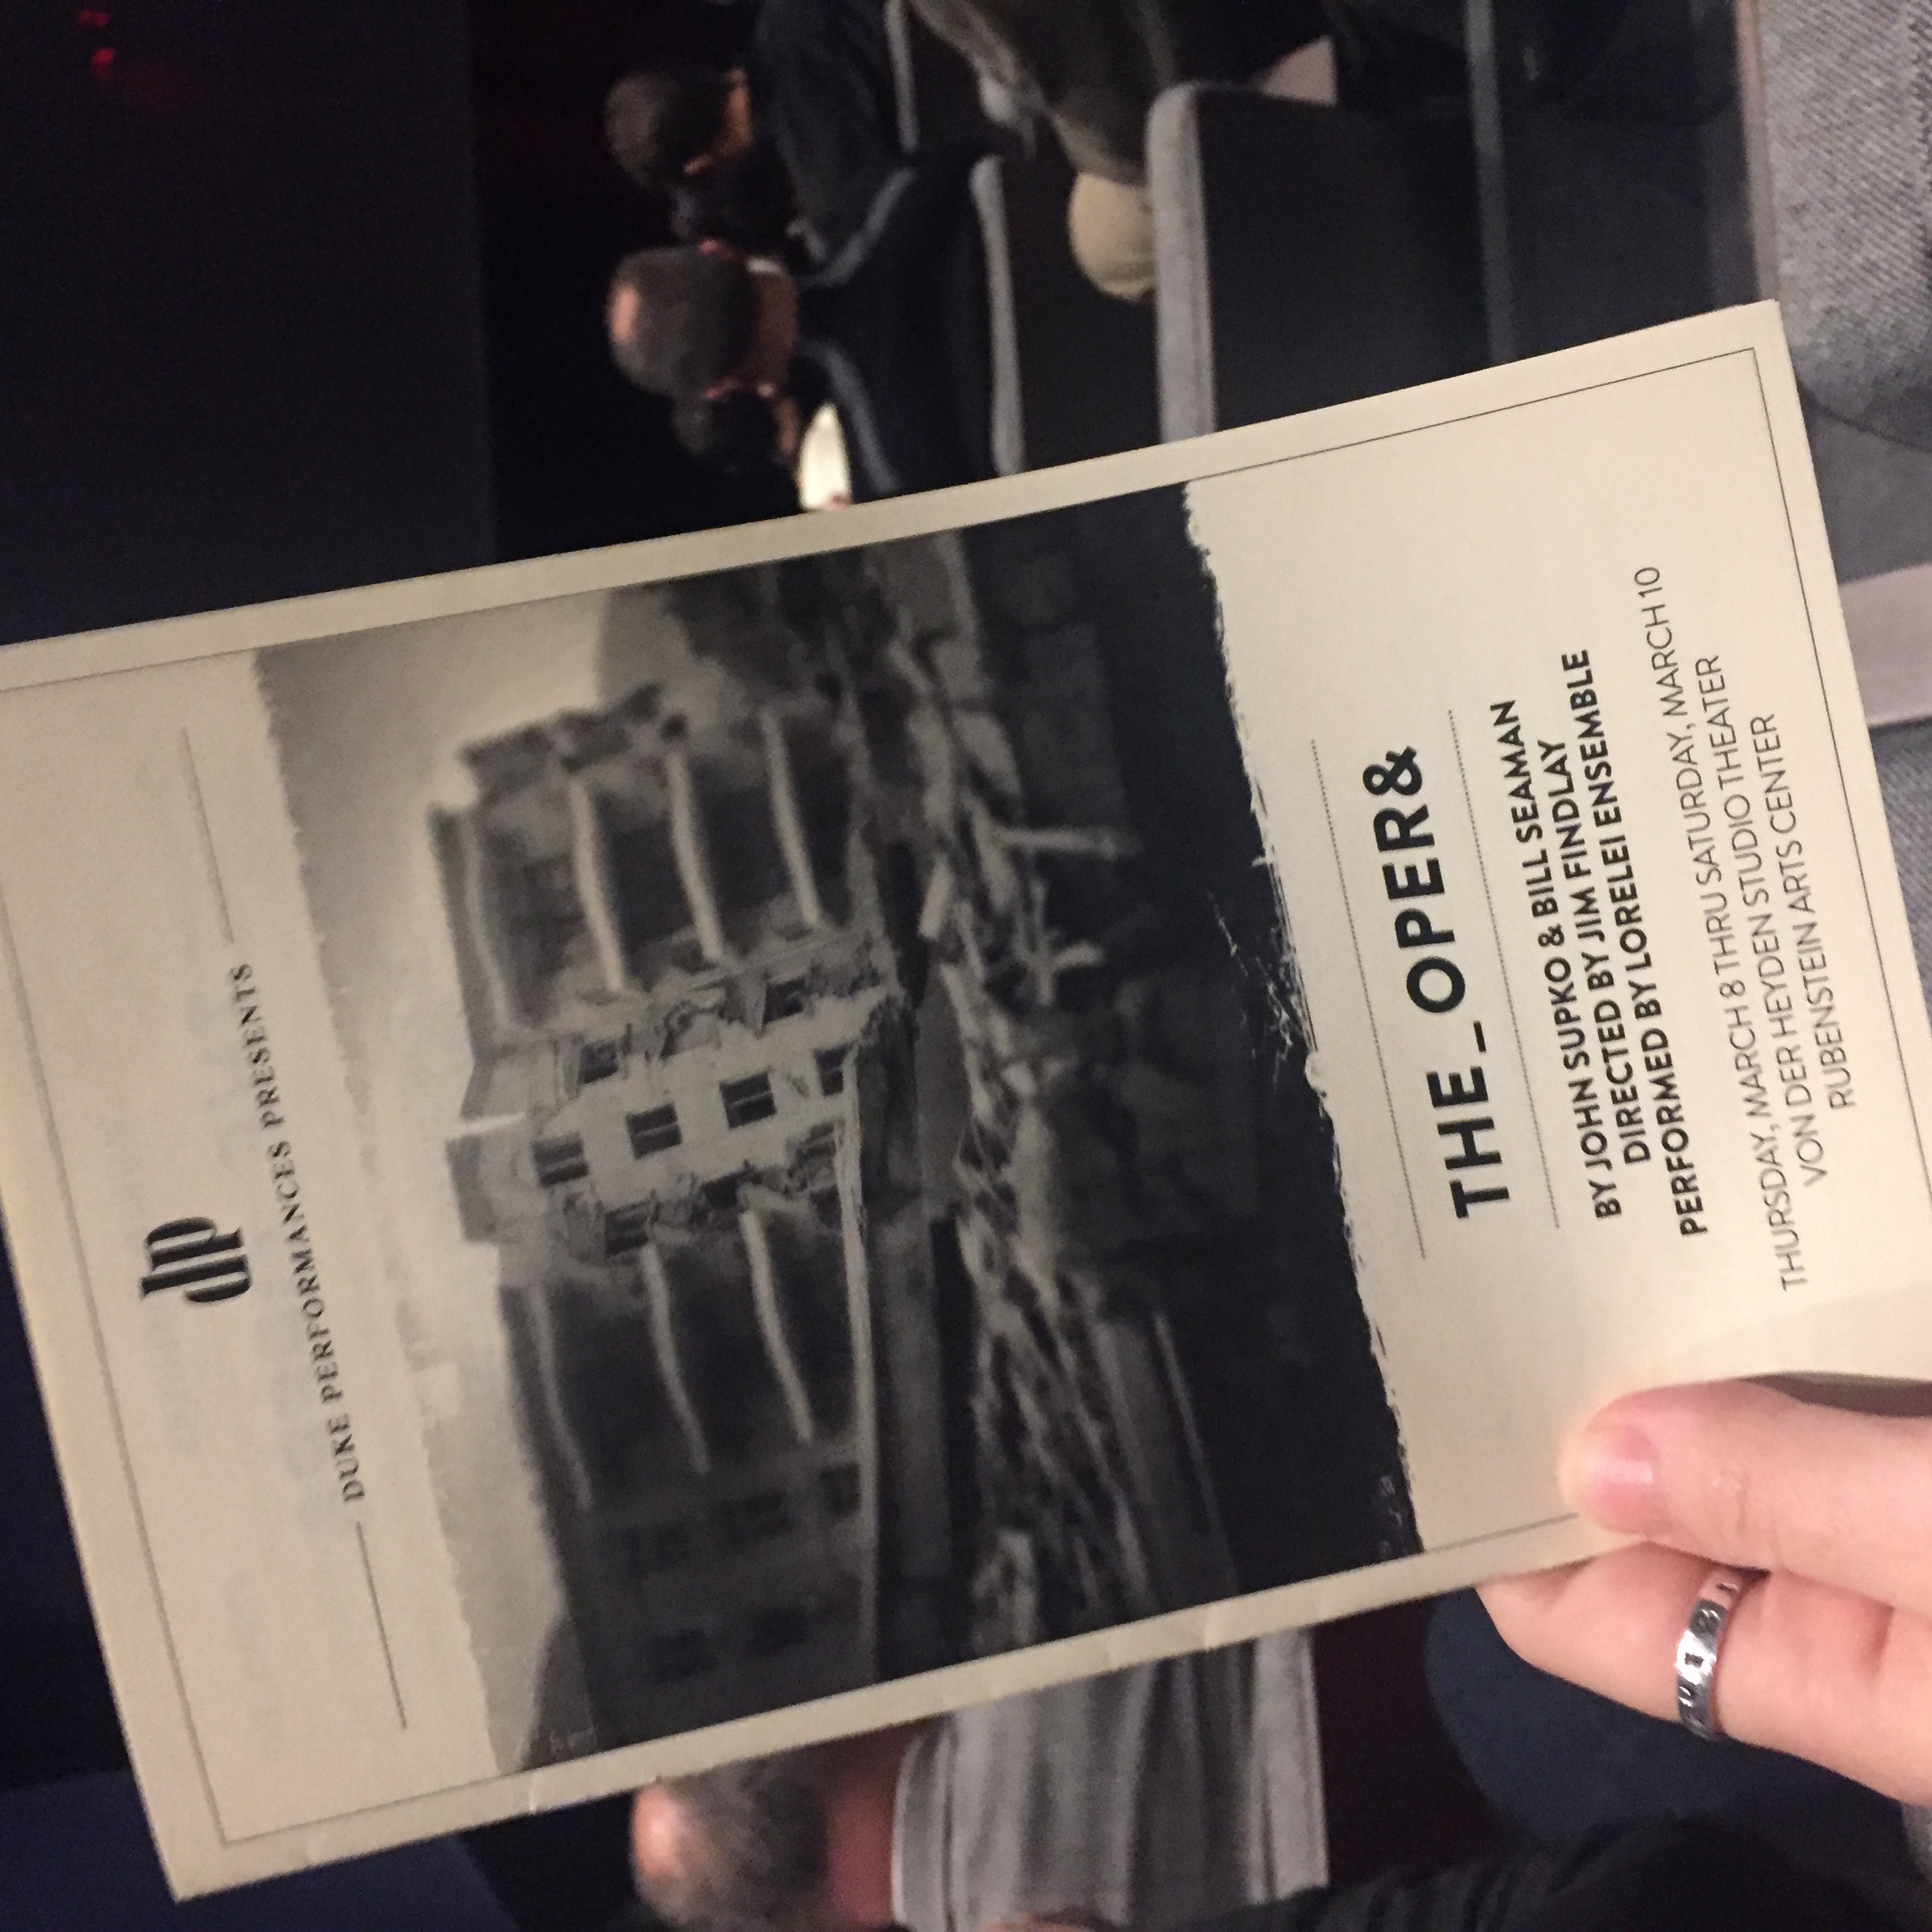 dp
DUKE PERFORMANCES PRESENTS
THE_OPER&
BY JOHN SUPKO & BILL SEAMAN
DIRECTED BY JIM FINDLAY
PERFORMED BY LORELEI ENSEMBLE
THURSDAY, MARCH 8 THRU SATURDAY, MARCH 10
VON DER HEYDEN STUDIO THEATER
RUBENSTEIN ARTS CENTER